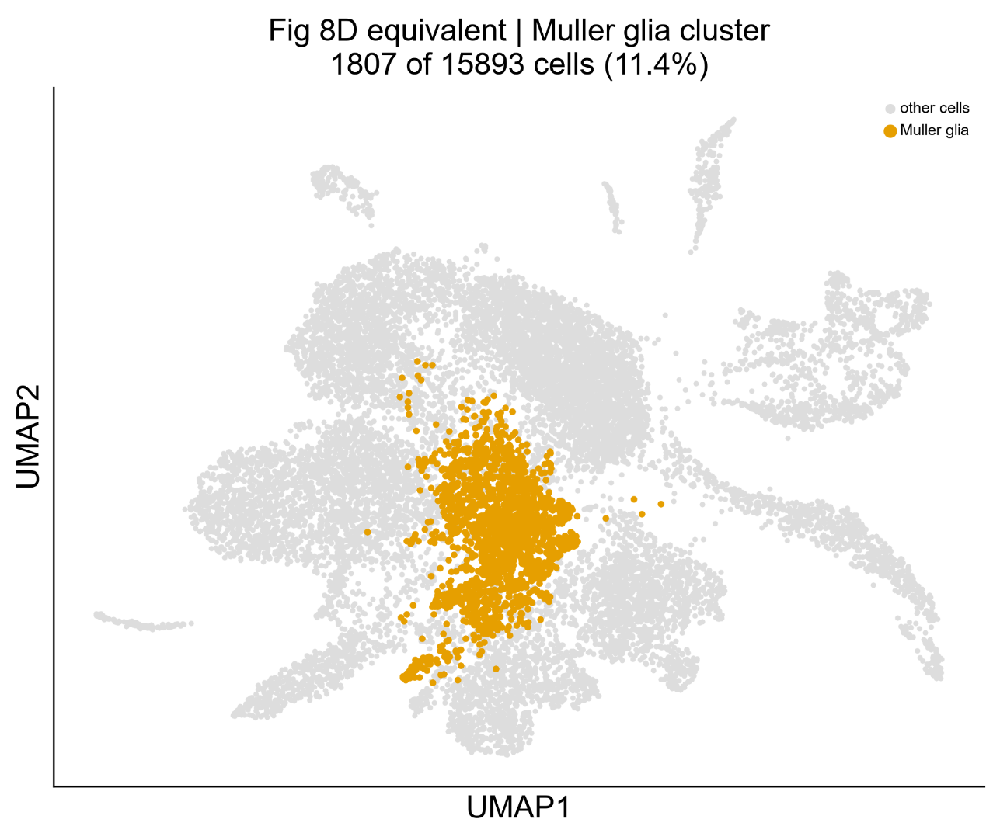 Fig 8D equivalent | Muller glia cluster
1807 of 15893 cells (11.4%)
other cells
Muller glia
UMAP2
UMAP1